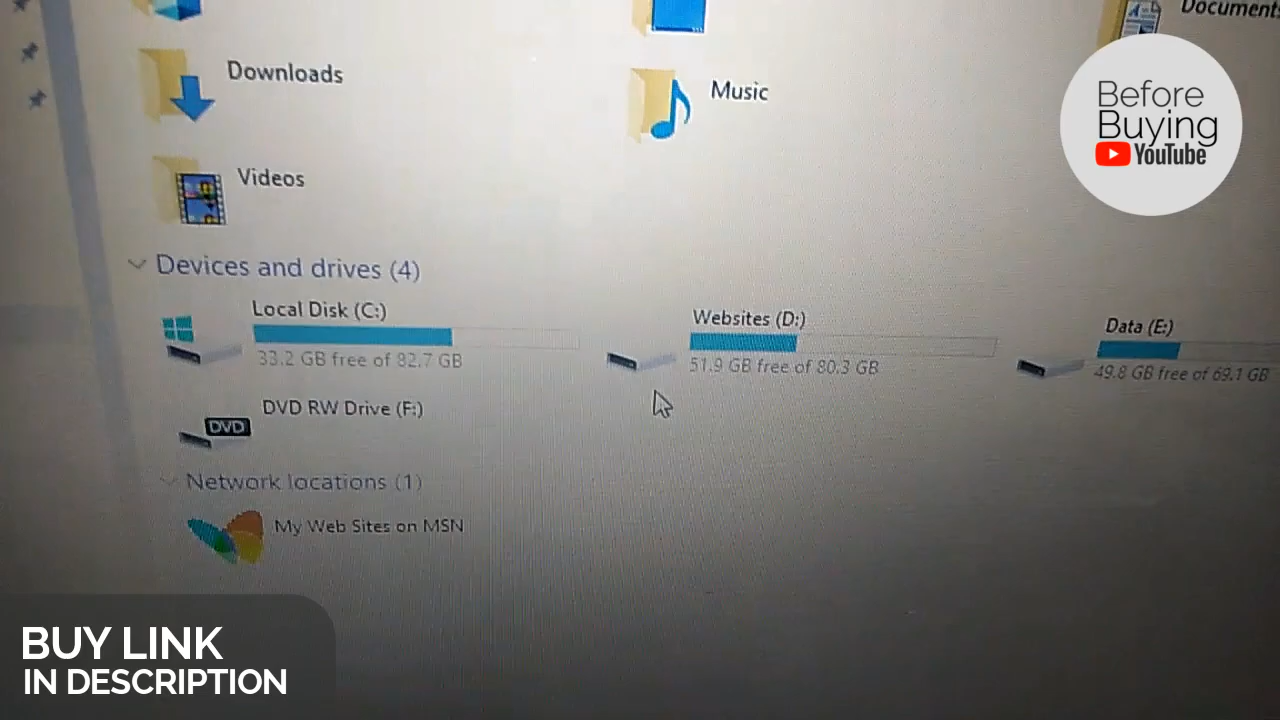 Documents
Downloads
Music
Before
Buying
YouTube
Videos
Devices and drives (4)
Local Disk (C:)
33.2 GB free of 82.7 GB
Websites (D:)
51.9 GB free of 80.3 GB
Data (E:)
49.8 GB free of 69.1 GB
DVD RW Drive (F:)
DVD
Network locations (1)
My Web Sites on MSN
BUY LINK
IN DESCRIPTION